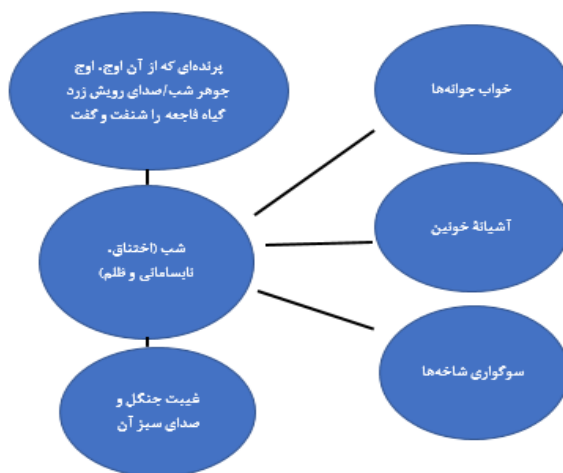 پرنده‌ای که از آن اوج. اوج
جوهر شب/صدای رویش زرد
گیاه فاجعه را شنفت و گفت
خواب جوانه‌ها
آشیانهٔ خونین
شب (اختناق.
نابسامانی و ظلم)
سوگواری شاخه‌ها
غیبت جنگل و
صدای سبز آن